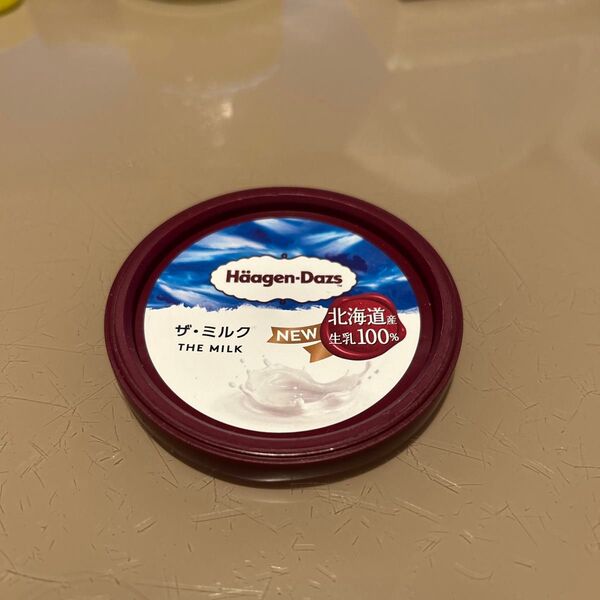 Häagen-Dazs
ザ・ミルク
THE MILK
NEW
北海道産
生乳100%